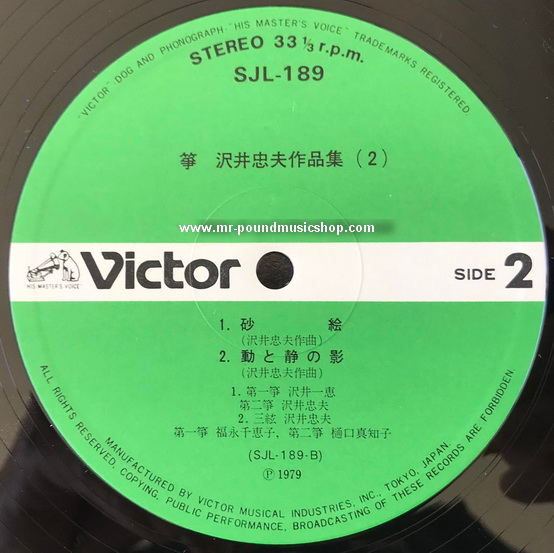 "VICTOR" DOG AND PHONOGRAPH "HIS MASTER'S VOICE" TRADEMARKS REGISTERED.
STEREO 33 ⅓ r.p.m.
SJL-189
箏 沢井忠夫作品集(2)
www.mr-poundmusicshop.com
"HIS MASTER'S VOICE"
Victor
SIDE 2
1. 砂 絵
(沢井忠夫作曲)
2. 動と静の影
(沢井忠夫作曲)
1. 第一箏 沢井一恵
第二箏 沢井忠夫
2. 三絃 沢井忠夫
第一箏 福永千恵子, 第二箏 樋口真知子
(SJL-189-B)
Ⓟ 1979
MANUFACTURED BY VICTOR MUSICAL INDUSTRIES, INC., TOKYO, JAPAN.
ALL RIGHTS RESERVED, COPYING, PUBLIC PERFORMANCE, BROADCASTING OF THESE RECORDS ARE FORBIDDEN.